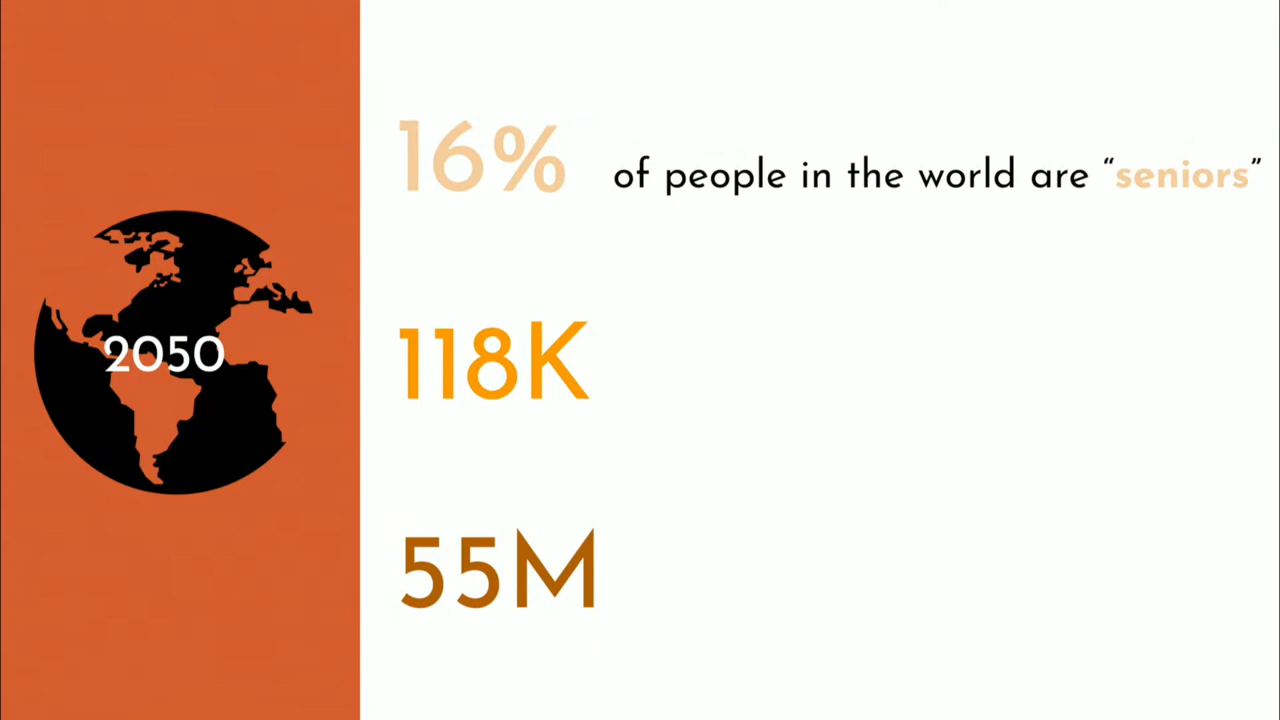 16% of people in the world are “seniors”
2050
118K
55M